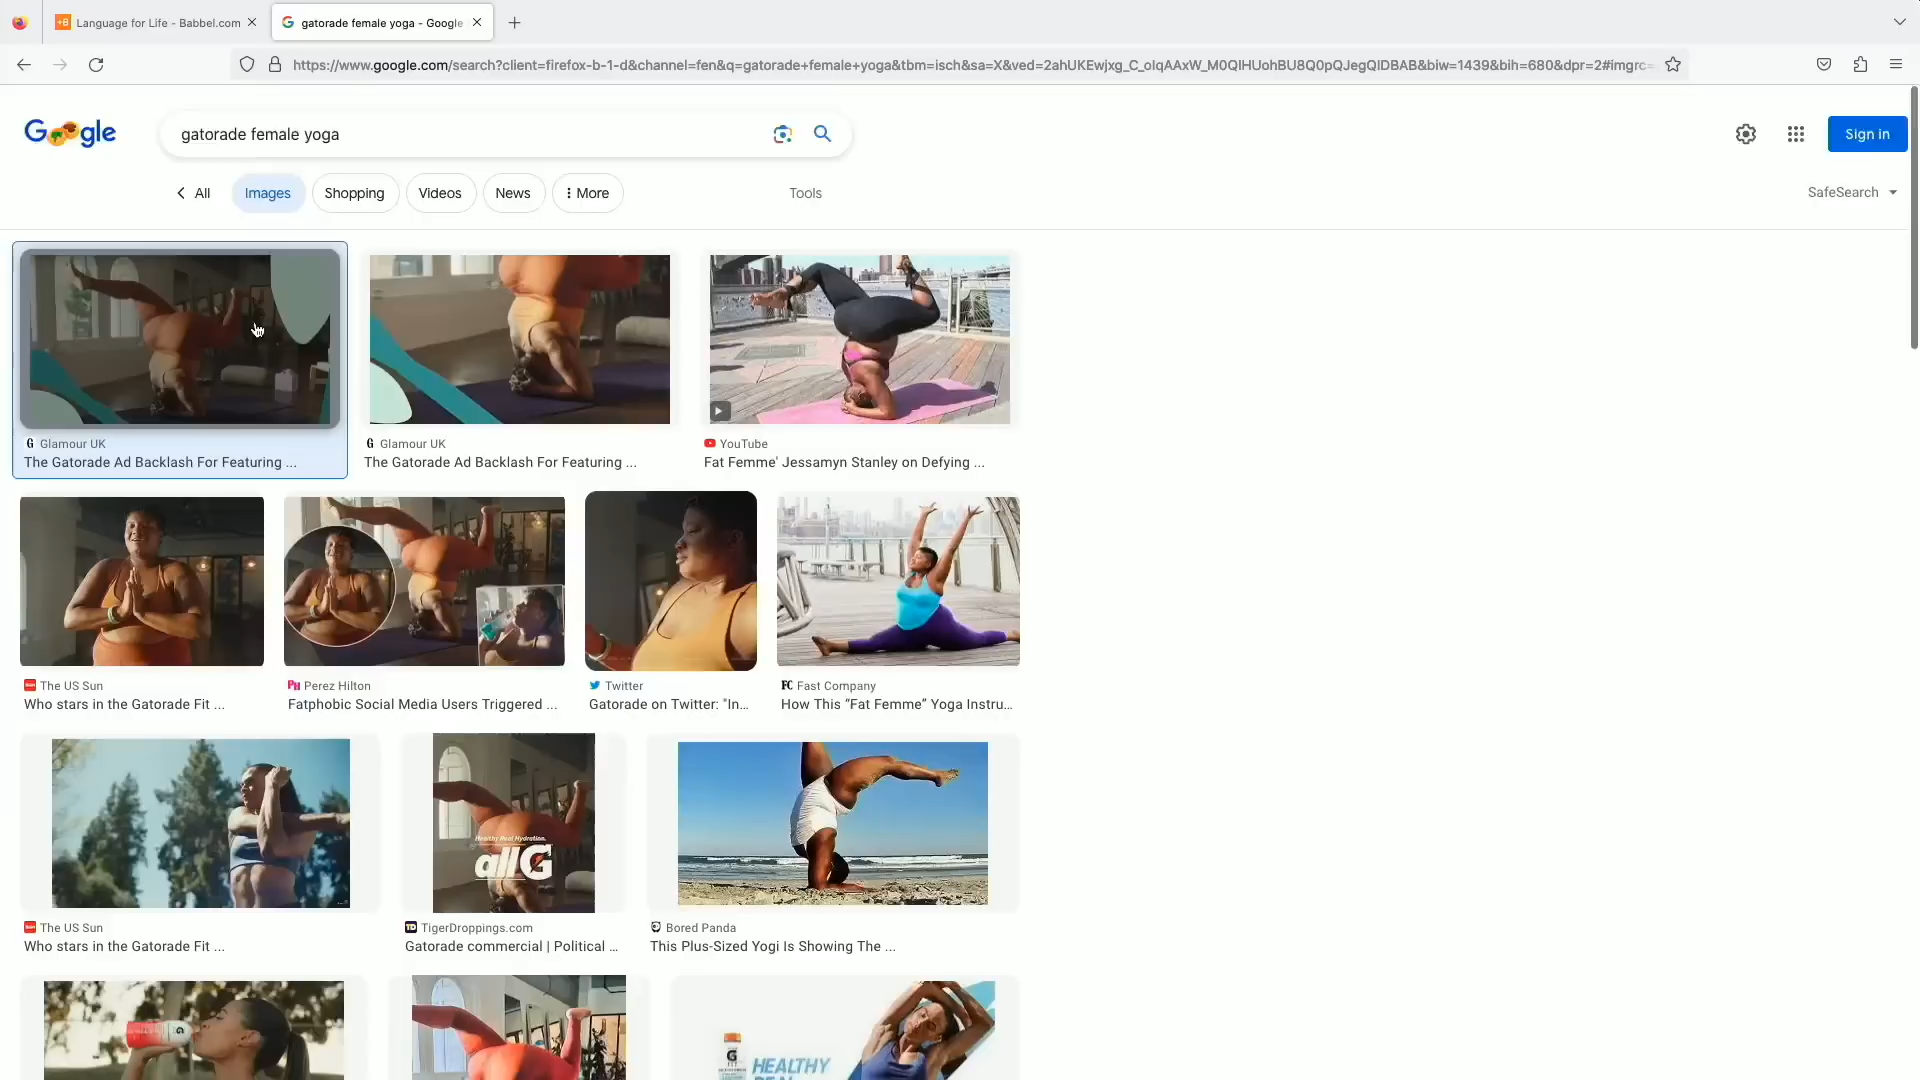 Language for Life - Babbel.com
gatorade female yoga - Google
https://www.google.com/search?client=firefox-b-1-d&channel=fen&q=gatorade+female+yoga&tbm=isch&sa=X&ved=2ahUKEwjxg_C_olqAAxW_M0QIHUohBU8Q0pQJegQIDBAB&biw=1439&bih=680&dpr=2#imgrc=
Google
gatorade female yoga
Sign in
All Images Shopping Videos News More Tools SafeSearch
Glamour UK
The Gatorade Ad Backlash For Featuring ...
Glamour UK
The Gatorade Ad Backlash For Featuring ...
YouTube
Fat Femme' Jessamyn Stanley on Defying ...
The US Sun
Who stars in the Gatorade Fit ...
Perez Hilton
Fatphobic Social Media Users Triggered ...
Twitter
Gatorade on Twitter: "In...
FC Fast Company
How This “Fat Femme” Yoga Instru...
Healthy Real Hydration.
allG
The US Sun
Who stars in the Gatorade Fit ...
TD TigerDroppings.com
Gatorade commercial | Political ...
Bored Panda
This Plus-Sized Yogi Is Showing The ...
G
HEALTHY